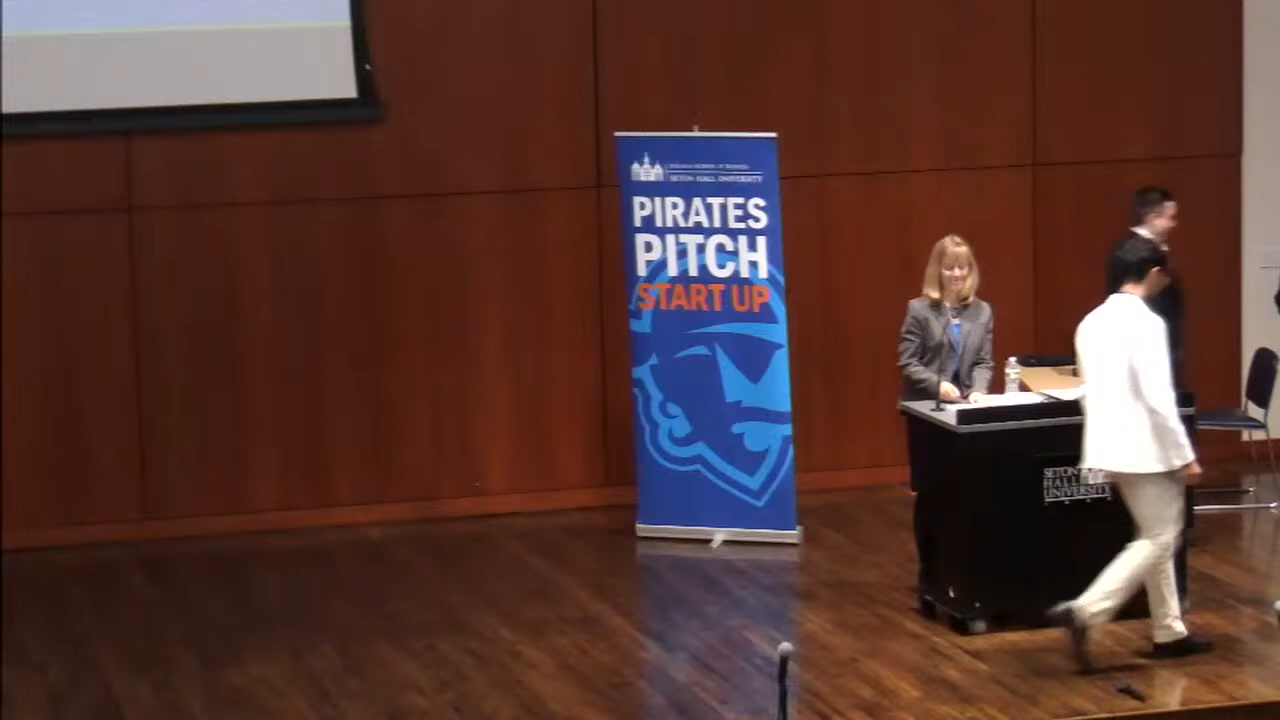 SETON HALL UNIVERSITY
PIRATES
PITCH
START UP
SETON
HALL
UNIVERSITY